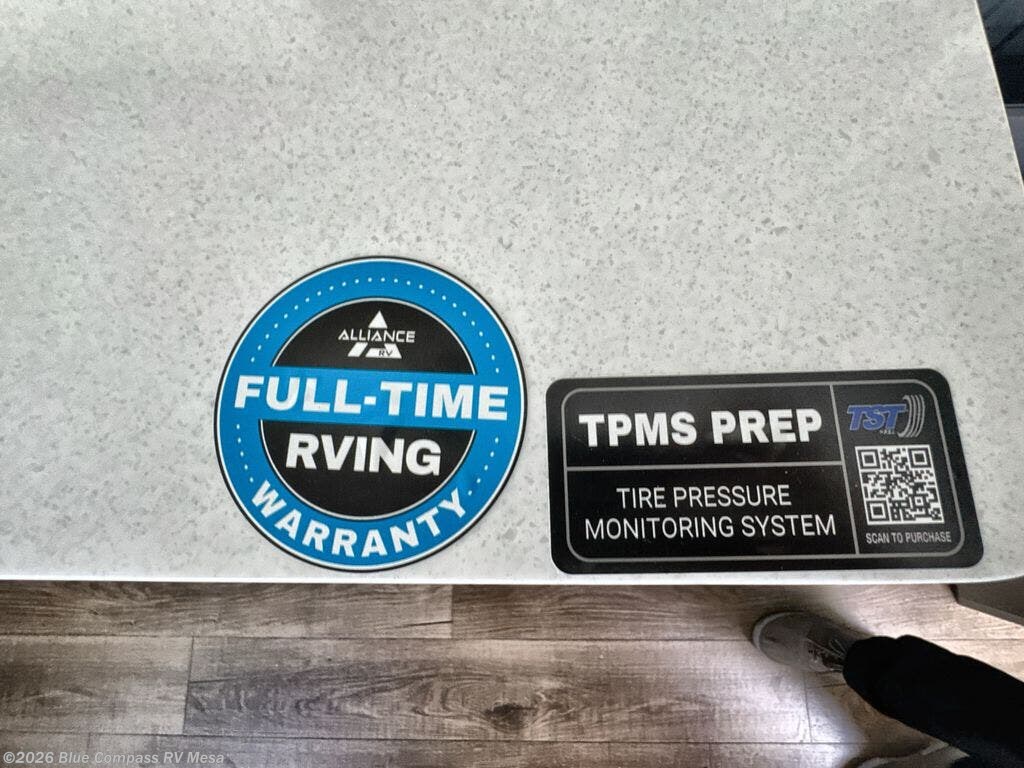 ALLIANCE
RV
FULL-TIME
RVING
WARRANTY
TPMS PREP
TIRE PRESSURE
MONITORING SYSTEM
TST
SCAN TO PURCHASE
©2026 Blue Compass RV Mesa